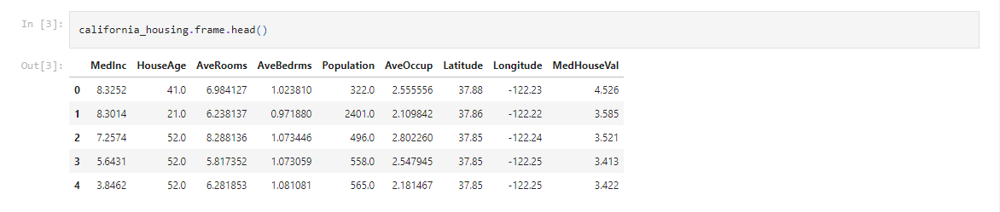 In [3]: california_housing.frame.head()
Out[3]: MedInc HouseAge AveRooms AveBedrms Population AveOccup Latitude Longitude MedHouseVal
0 8.3252 41.0 6.984127 1.023810 322.0 2.555556 37.88 -122.23 4.526
1 8.3014 21.0 6.238137 0.971880 2401.0 2.109842 37.86 -122.22 3.585
2 7.2574 52.0 8.288136 1.073446 496.0 2.802260 37.85 -122.24 3.521
3 5.6431 52.0 5.817352 1.073059 558.0 2.547945 37.85 -122.25 3.413
4 3.8462 52.0 6.281853 1.081081 565.0 2.181467 37.85 -122.25 3.422